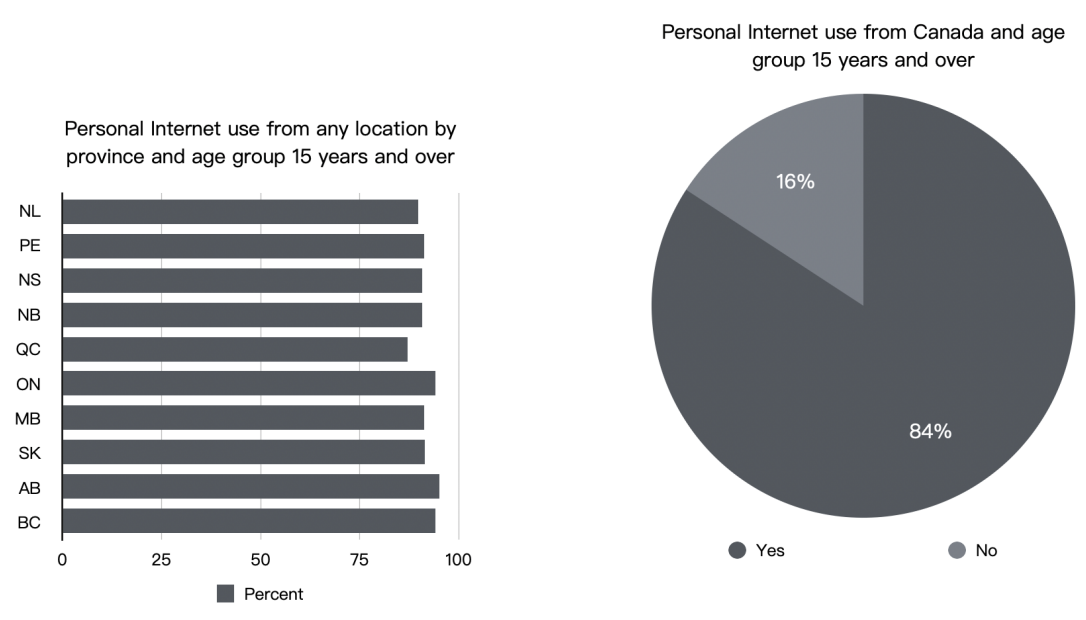 Personal Internet use from any location by
province and age group 15 years and over
NL
PE
NS
NB
QC
ON
MB
SK
AB
BC
0 25 50 75 100
Percent
Personal Internet use from Canada and age
group 15 years and over
16%
84%
Yes No